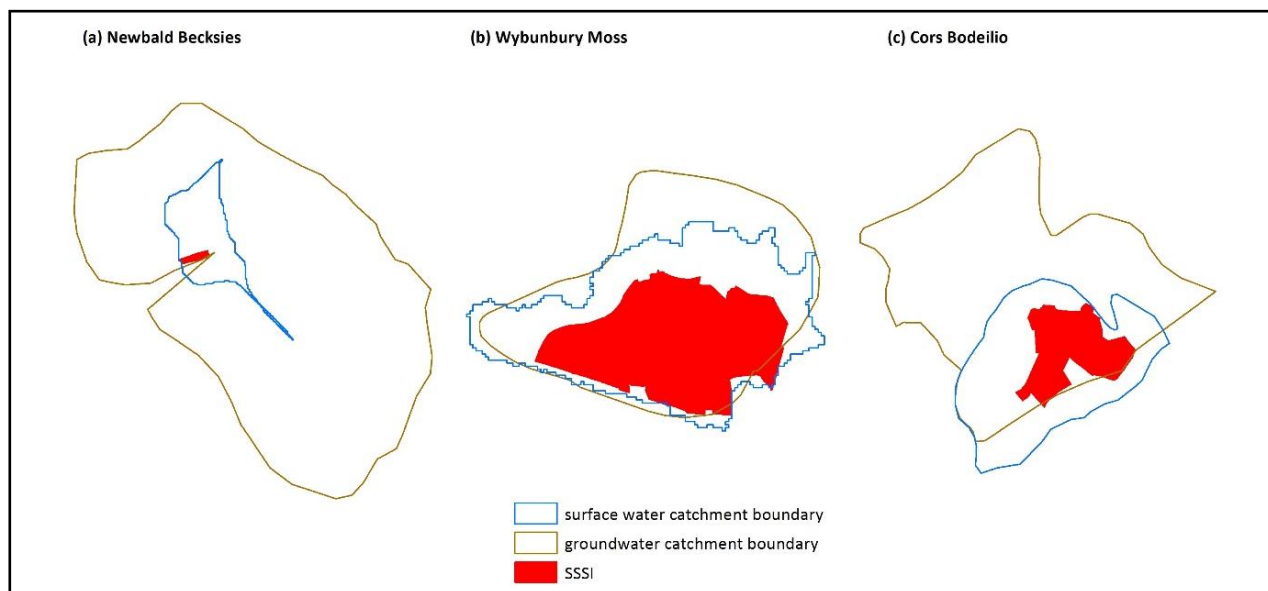 (a) Newbald Becksies
(b) Wybunbury Moss
(c) Cors Bodeilio
surface water catchment boundary
groundwater catchment boundary
SSSI